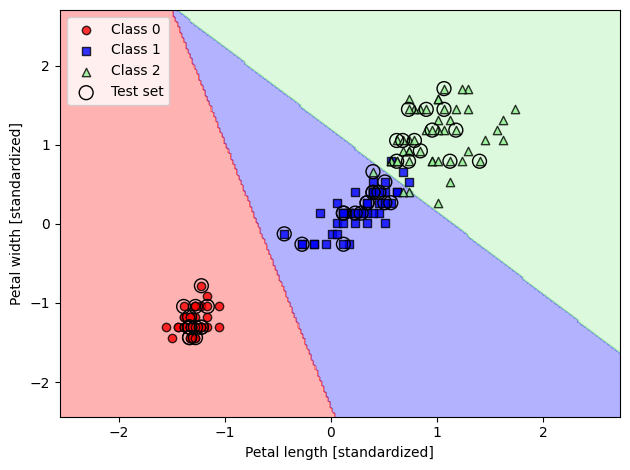 Class 0
Class 1
Class 2
Test set
2
1
0
−1
−2
Petal width [standardized]
−2 −1 0 1 2
Petal length [standardized]